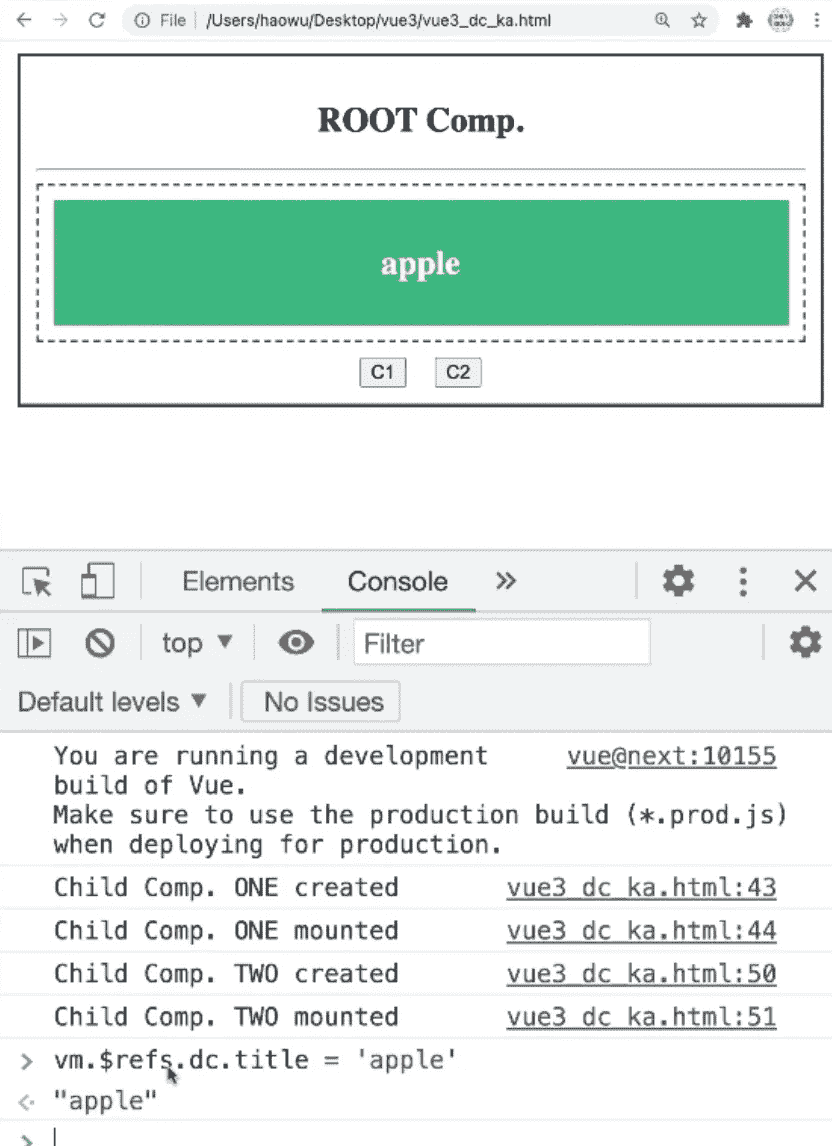 File /Users/haowu/Desktop/vue3/vue3_dc_ka.html
ROOT Comp.
apple
C1 C2
Elements Console
top Filter
Default levels No Issues
You are running a development vue@next:10155
build of Vue.
Make sure to use the production build (*.prod.js)
when deploying for production.
Child Comp. ONE created vue3_dc_ka.html:43
Child Comp. ONE mounted vue3_dc_ka.html:44
Child Comp. TWO created vue3_dc_ka.html:50
Child Comp. TWO mounted vue3_dc_ka.html:51
> vm.$refs.dc.title = 'apple'
"apple"
>